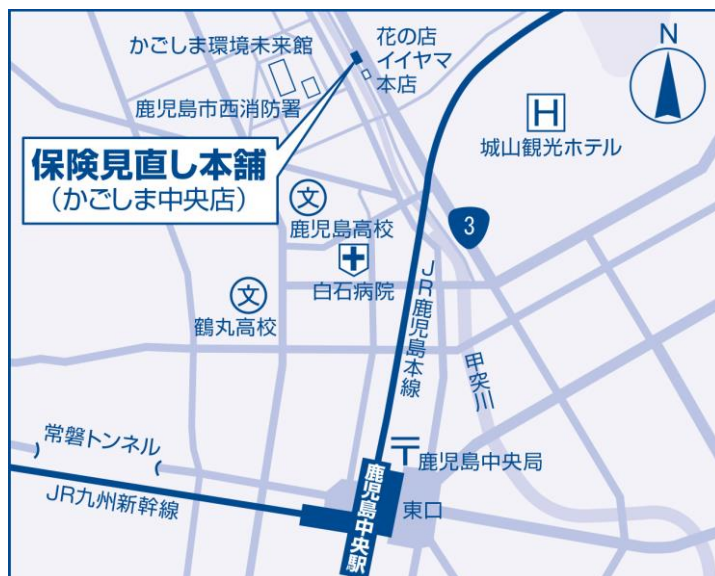 かごしま環境未来館
花の店
イイヤマ
本店
N
鹿児島市西消防署
H
城山観光ホテル
保険見直し本舗
(かごしま中央店)
文
鹿児島高校
3
白石病院
文
鶴丸高校
JR鹿児島本線
甲突川
常磐トンネル
〒
鹿児島中央局
JR九州新幹線
鹿児島中央駅
東口